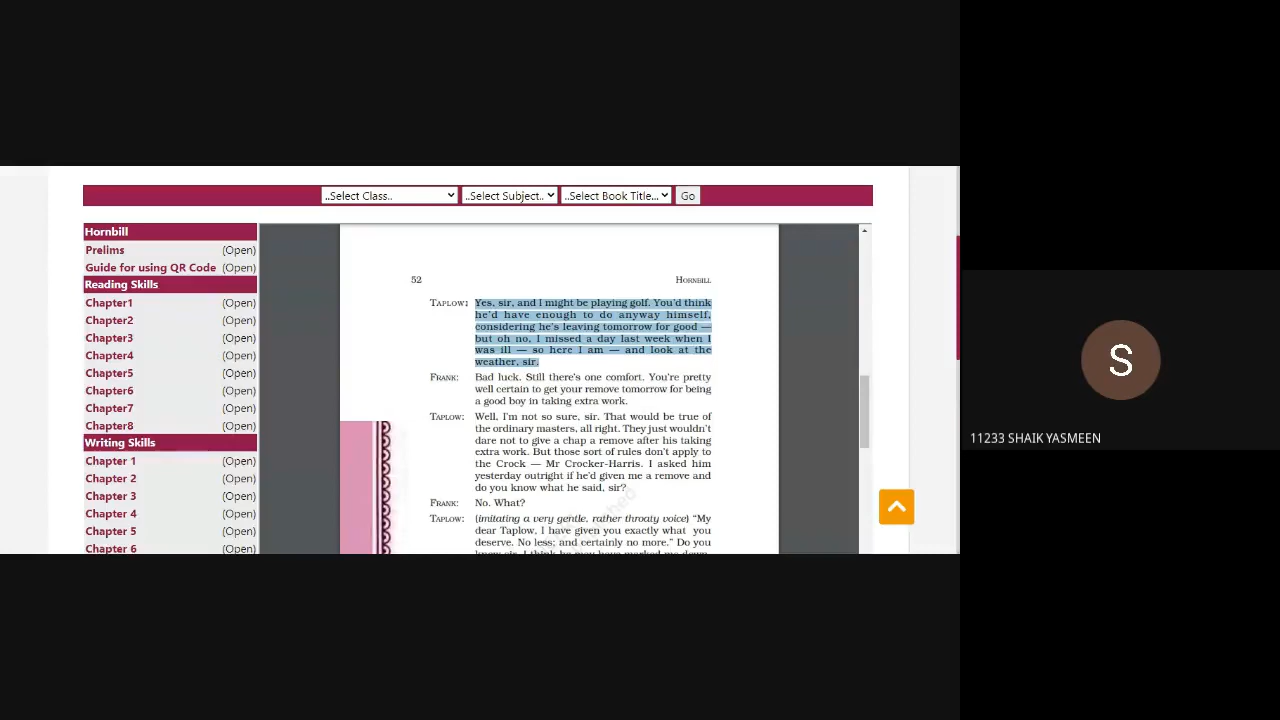 ..Select Class.. ..Select Subject.. ..Select Book Title... Go
Hornbill
Prelims (Open)
Guide for using QR Code (Open)
Reading Skills
Chapter1 (Open)
Chapter2 (Open)
Chapter3 (Open)
Chapter4 (Open)
Chapter5 (Open)
Chapter6 (Open)
Chapter7 (Open)
Chapter8 (Open)
Writing Skills
Chapter 1 (Open)
Chapter 2 (Open)
Chapter 3 (Open)
Chapter 4 (Open)
Chapter 5 (Open)
Chapter 6 (Open)
52 HORNBILL
TAPLOW: Yes, sir, and I might be playing golf. You'd think
he'd have enough to do anyway himself,
considering he's leaving tomorrow for good —
but oh no, I missed a day last week when I
was ill — so here I am — and look at the
weather, sir.
FRANK: Bad luck. Still there's one comfort. You're pretty
well certain to get your remove tomorrow for being
a good boy in taking extra work.
TAPLOW: Well, I'm not so sure, sir. That would be true of
the ordinary masters, all right. They just wouldn't
dare not to give a chap a remove after his taking
extra work. But those sort of rules don't apply to
the Crock — Mr Crocker-Harris. I asked him
yesterday outright if he'd given me a remove and
do you know what he said, sir?
FRANK: No. What?
TAPLOW: (imitating a very gentle, rather throaty voice) “My
dear Taplow, I have given you exactly what you
deserve. No less; and certainly no more.” Do you
know sir, I think he may have marked me down,
S
11233 SHAIK YASMEEN